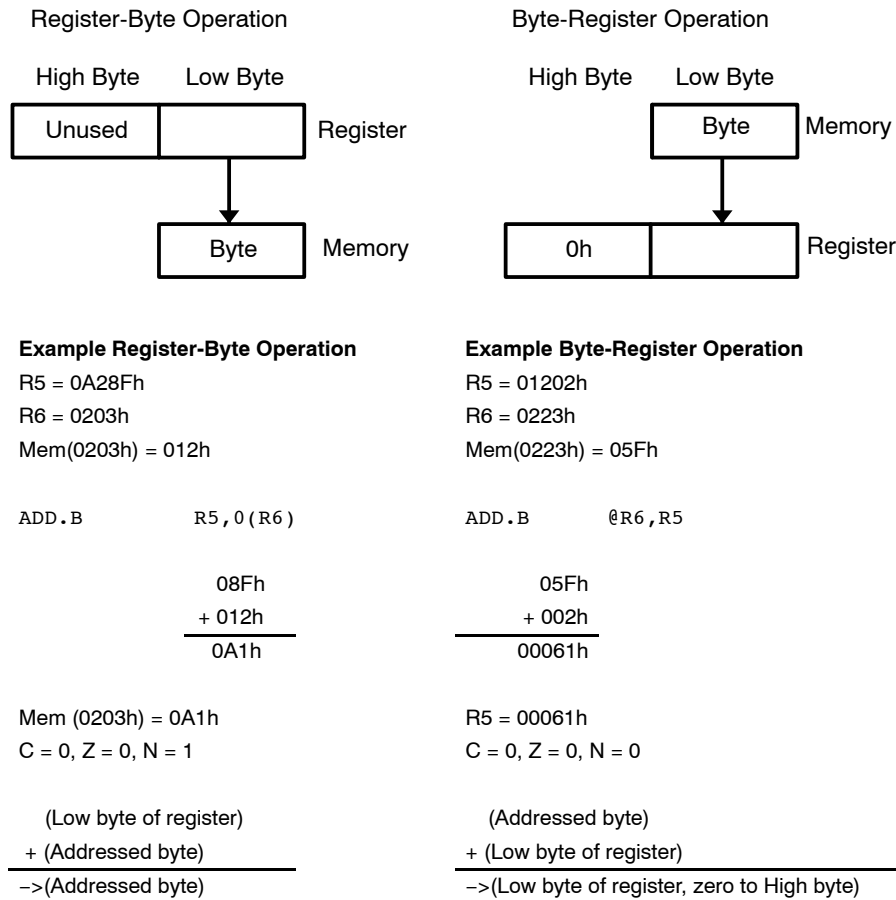 Register-Byte Operation
High Byte Low Byte
Unused Register
Byte Memory
Byte-Register Operation
High Byte Low Byte
Byte Memory
0h Register
Example Register-Byte Operation
R5 = 0A28Fh
R6 = 0203h
Mem(0203h) = 012h
ADD.B R5,0(R6)
08Fh
+ 012h
0A1h
Mem (0203h) = 0A1h
C = 0, Z = 0, N = 1
(Low byte of register)
+ (Addressed byte)
−>(Addressed byte)
Example Byte-Register Operation
R5 = 01202h
R6 = 0223h
Mem(0223h) = 05Fh
ADD.B @R6,R5
05Fh
+ 002h
00061h
R5 = 00061h
C = 0, Z = 0, N = 0
(Addressed byte)
+ (Low byte of register)
−>(Low byte of register, zero to High byte)